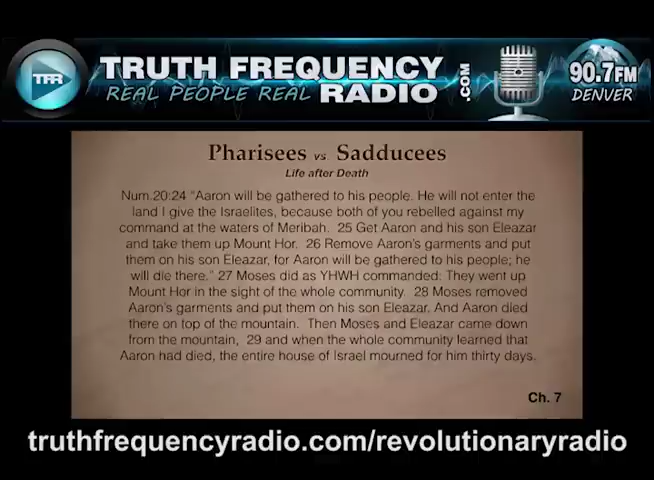 TFR
TRUTH FREQUENCY
REAL PEOPLE REAL RADIO
.COM
90.7FM
DENVER
Pharisees vs Sadducees
Life after Death
Num.20:24 "Aaron will be gathered to his people. He will not enter the
land I give the Israelites, because both of you rebelled against my
command at the waters of Meribah. 25 Get Aaron and his son Eleazar
and take them up Mount Hor. 26 Remove Aaron's garments and put
them on his son Eleazar, for Aaron will be gathered to his people; he
will die there." 27 Moses did as YHWH commanded: They went up
Mount Hor in the sight of the whole community. 28 Moses removed
Aaron's garments and put them on his son Eleazar. And Aaron died
there on top of the mountain. Then Moses and Eleazar came down
from the mountain, 29 and when the whole community learned that
Aaron had died, the entire house of Israel mourned for him thirty days.
Ch. 7
truthfrequencyradio.com/revolutionaryradio